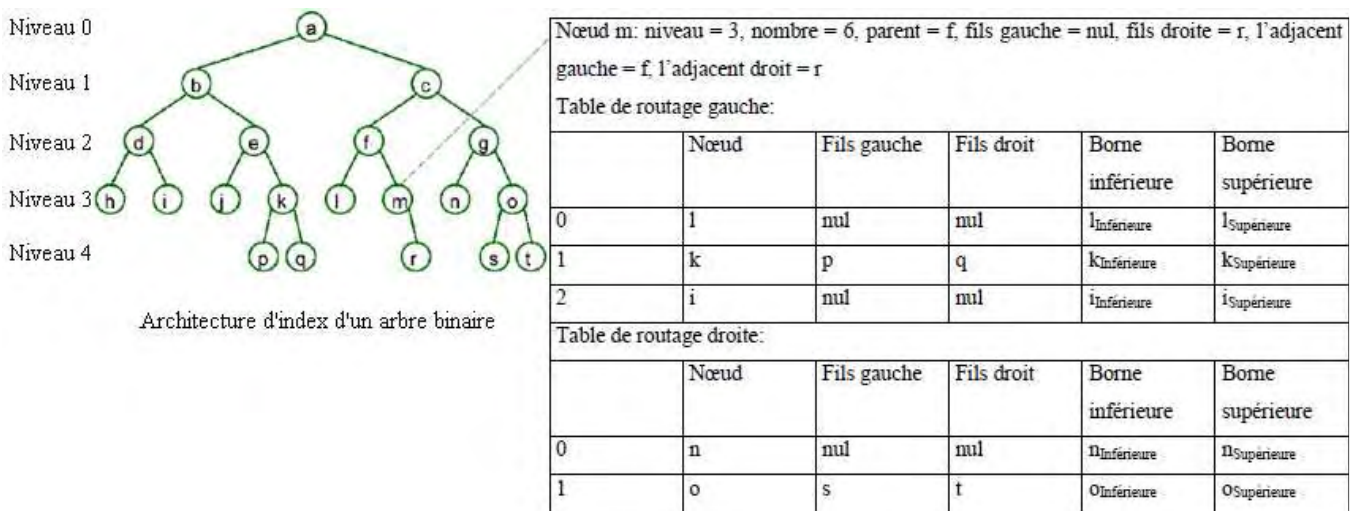 Niveau 0
a
Niveau 1
b c
Niveau 2
d e f g
Niveau 3
h i j k l m n o
Niveau 4
p q r s t
Architecture d'index d'un arbre binaire
Nœud m: niveau = 3, nombre = 6, parent = f, fils gauche = nul, fils droite = r, l'adjacent
gauche = f, l'adjacent droit = r
Table de routage gauche:
Nœud Fils gauche Fils droit Borne inférieure Borne supérieure
0 l nul nul lInférieure lSupérieure
1 k p q kInférieure kSupérieure
2 i nul nul iInférieure iSupérieure
Table de routage droite:
Nœud Fils gauche Fils droit Borne inférieure Borne supérieure
0 n nul nul nInférieure nSupérieure
1 o s t oInférieure oSupérieure